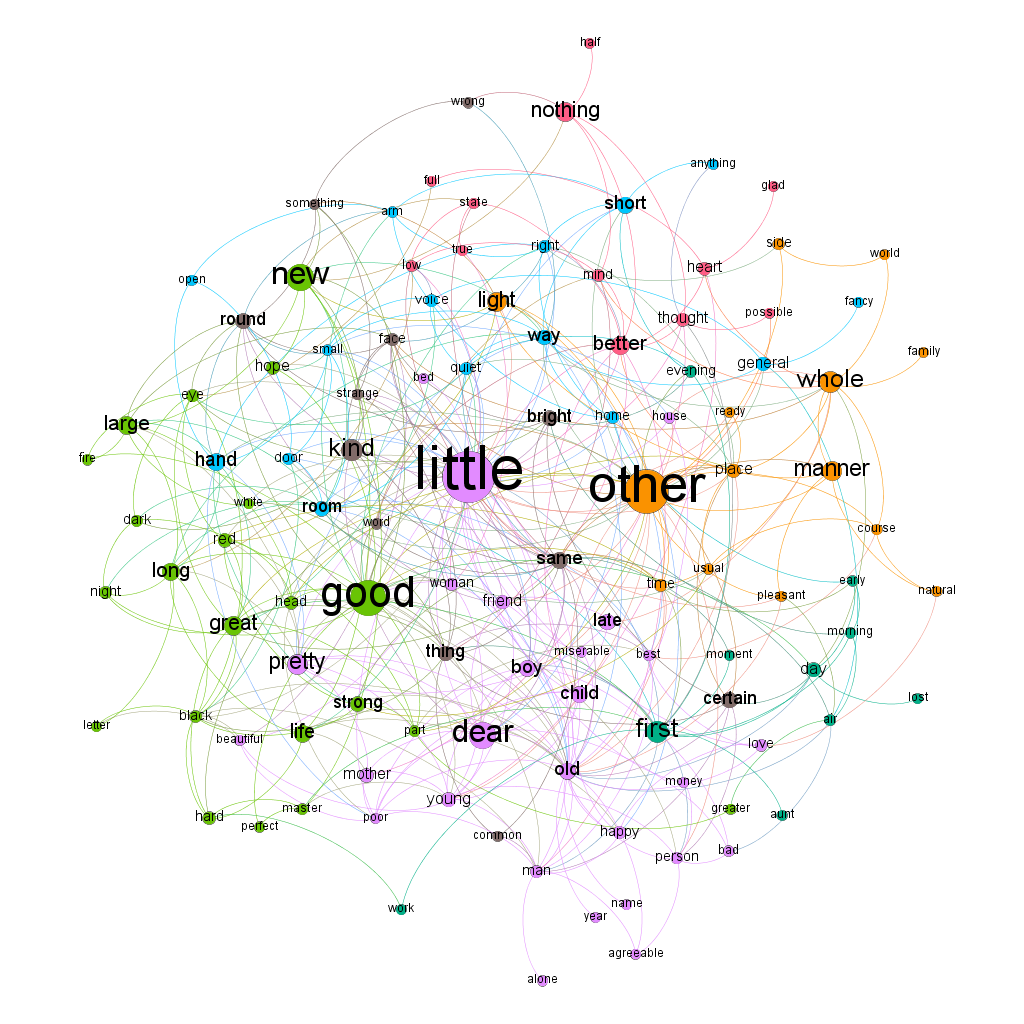 half
wrong
nothing
anything
full
glad
something
state
arm
short
true
right
side
world
low
mind
heart
open
new
voice
light
fancy
round
thought
possible
face
way
better
small
family
hope
quiet
evening
general
bed
whole
eye
strange
ready
bright
home
house
large
kind
fire
hand
door
little
place
manner
other
white
room
dark
word
course
red
same
usual
long
woman
time
early
night
head
good
friend
pleasant
natural
great
late
morning
thing
miserable
best
moment
pretty
boy
day
child
certain
lost
strong
black
letter
life
part
dear
first
air
beautiful
love
mother
old
money
young
master
greater
hard
poor
aunt
perfect
common
happy
bad
person
man
work
name
year
agreeable
alone